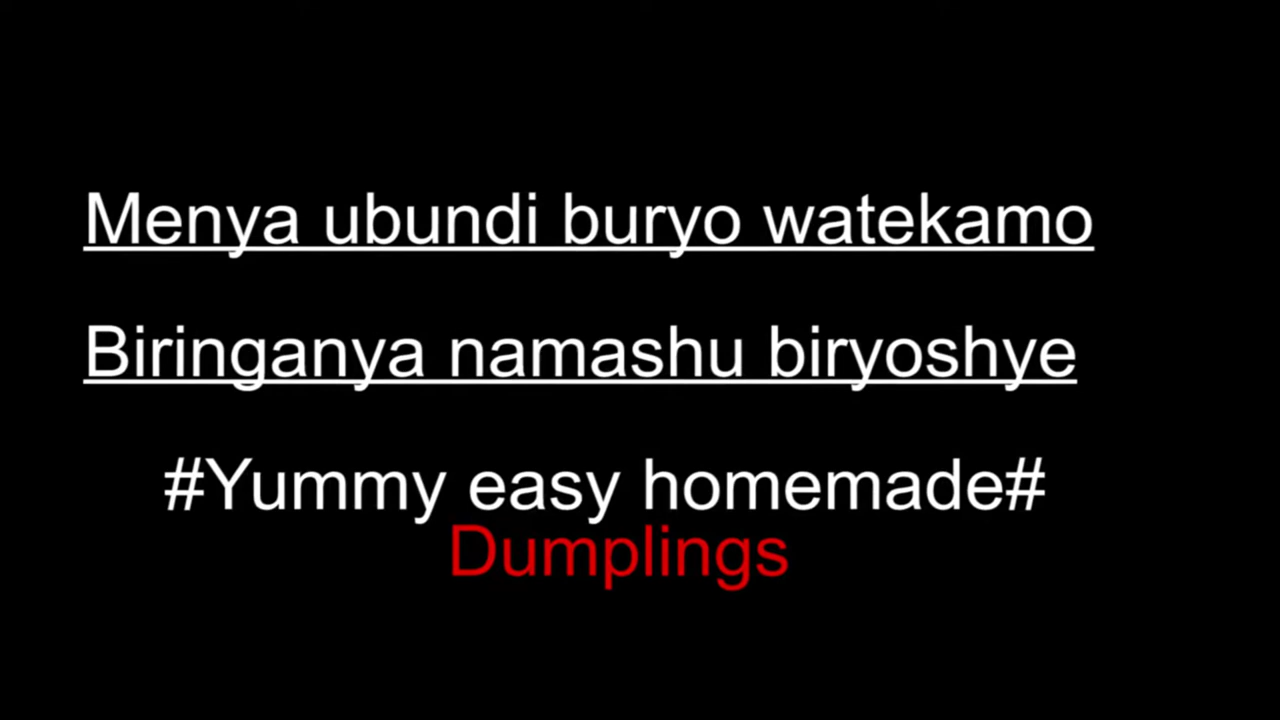 Menya ubundi buryo watekamo
Biringanya namashu biryoshye
#Yummy easy homemade#
Dumplings